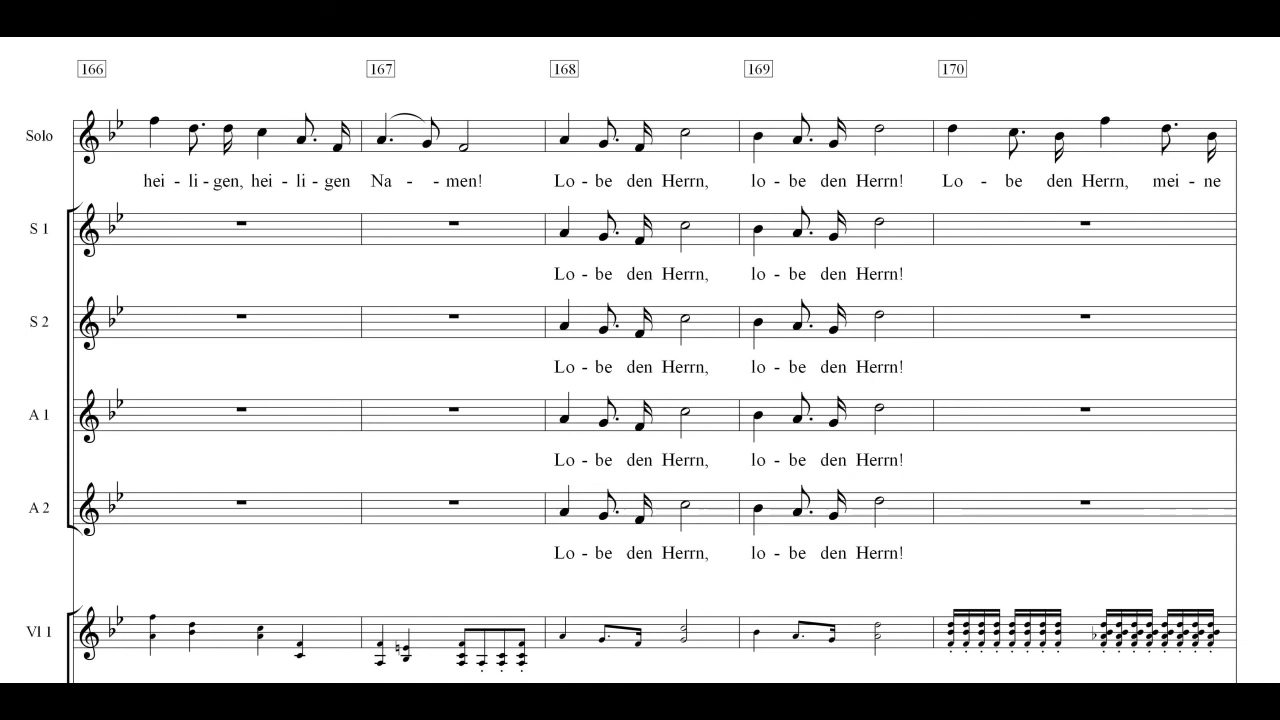 166 167 168 169 170
Solo
hei - li - gen, hei - li - gen Na - - men! Lo - be den Herrn, lo - be den Herrn! Lo - be den Herrn, mei - ne
S 1
Lo - be den Herrn, lo - be den Herrn!
S 2
Lo - be den Herrn, lo - be den Herrn!
A 1
Lo - be den Herrn, lo - be den Herrn!
A 2
Lo - be den Herrn, lo - be den Herrn!
Vl 1